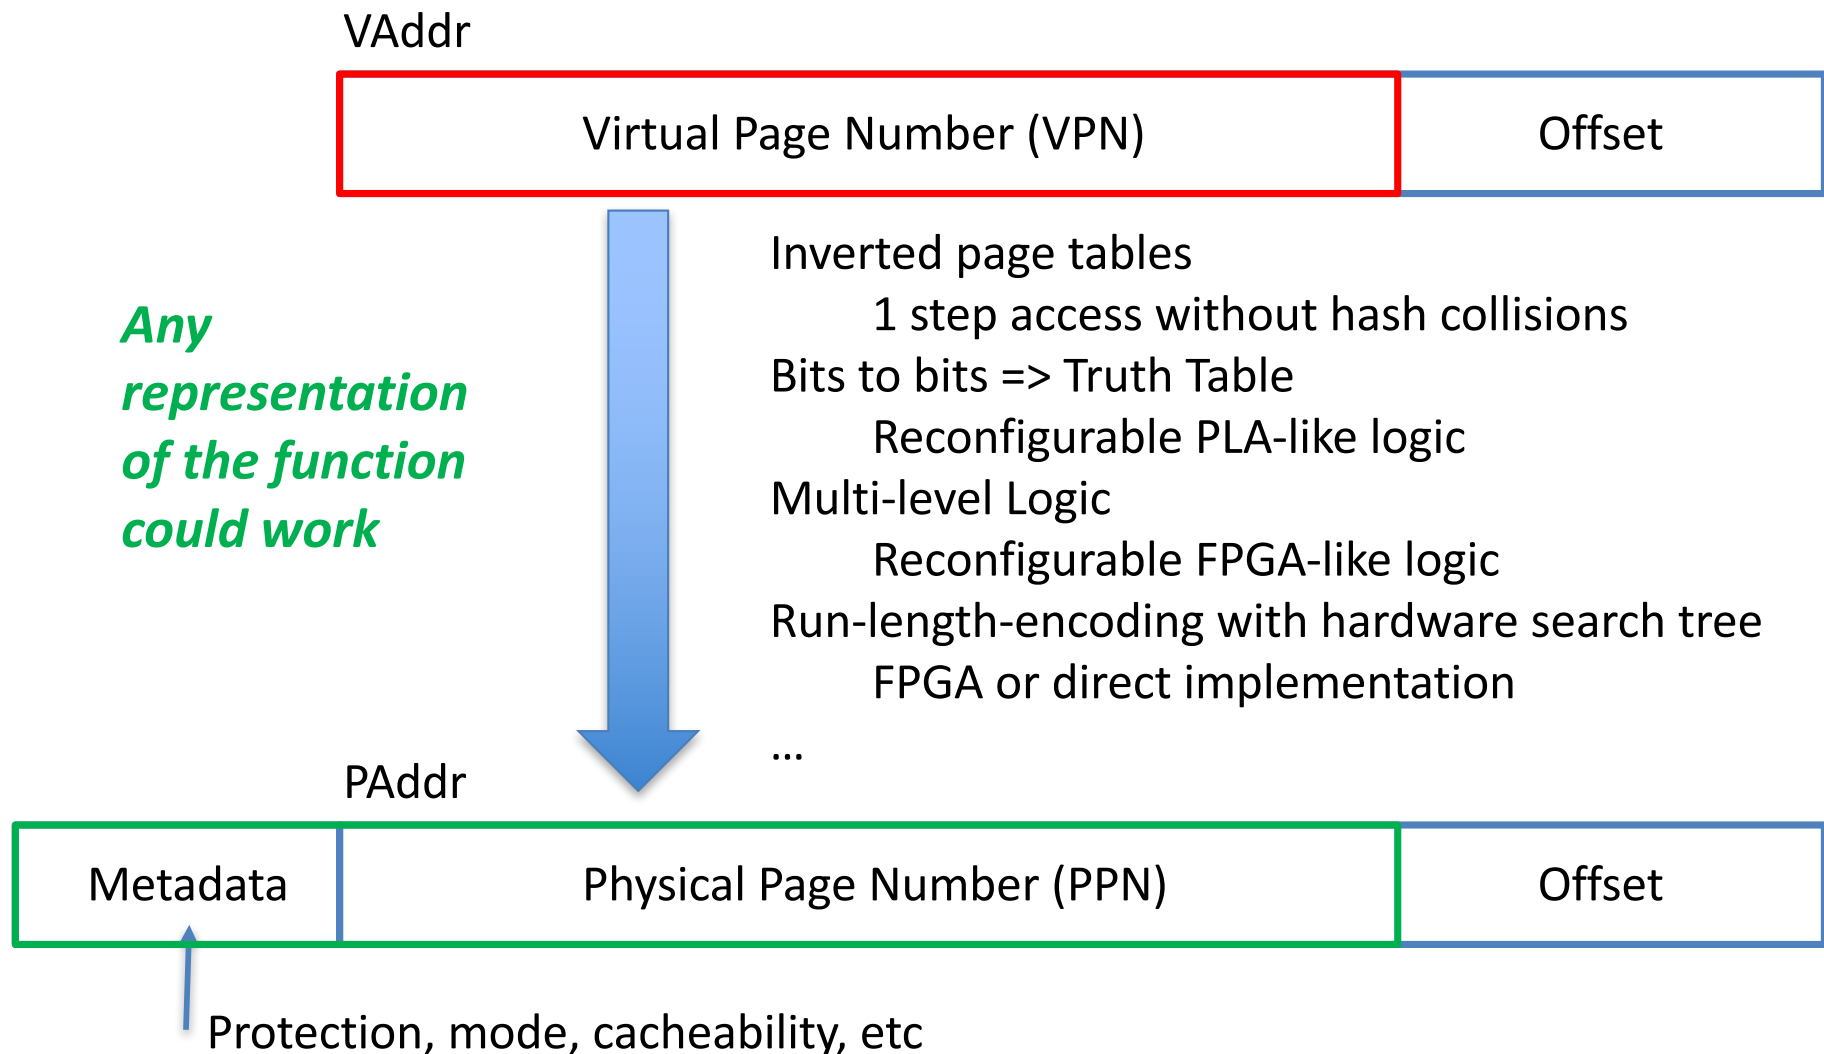 VAddr
Virtual Page Number (VPN)
Offset
Inverted page tables
1 step access without hash collisions
Bits to bits => Truth Table
Reconfigurable PLA-like logic
Multi-level Logic
Reconfigurable FPGA-like logic
Run-length-encoding with hardware search tree
FPGA or direct implementation
...
Any
representation
of the function
could work
PAddr
Metadata
Physical Page Number (PPN)
Offset
Protection, mode, cacheability, etc